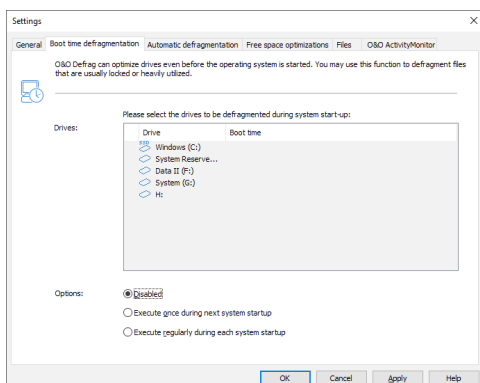 Settings
General Boot time defragmentation Automatic defragmentation Free space optimizations Files O&O ActivityMonitor
O&O Defrag can optimize drives even before the operating system is started. You may use this function to defragment files
that are usually locked or heavily utilized.
Please select the drives to be defragmented during system start-up:
Drives:
Drive Boot time
Windows (C:)
System Reserve...
Data II (F:)
System (G:)
H:
Options:
Disabled
Execute once during next system startup
Execute regularly during each system startup
OK Cancel Apply Help